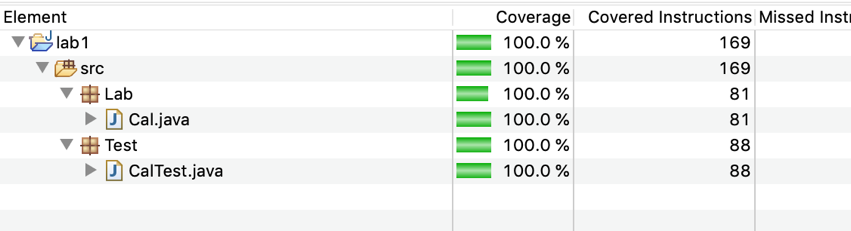 Element Coverage Covered Instructions Missed Instr
lab1 100.0 % 169
src 100.0 % 169
Lab 100.0 % 81
Cal.java 100.0 % 81
Test 100.0 % 88
CalTest.java 100.0 % 88